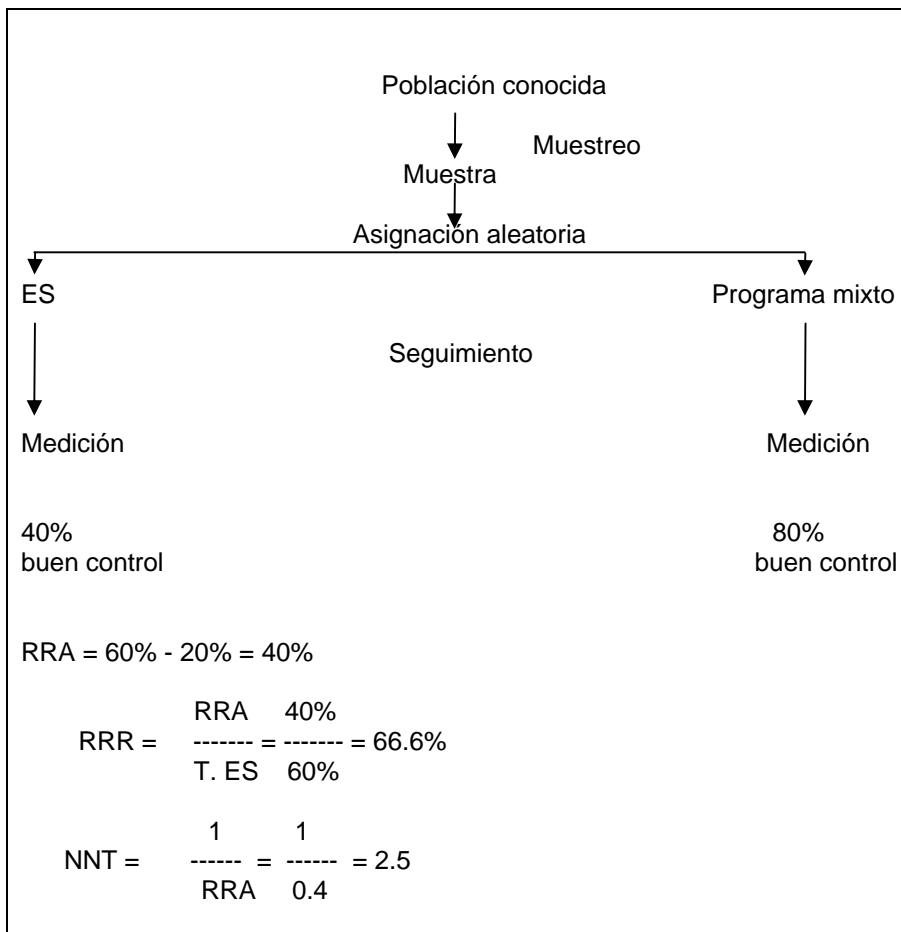 Población conocida
Muestreo
Muestra
Asignación aleatoria
ES Programa mixto
Seguimiento
Medición Medición
40% 80%
buen control buen control
RRA = 60% - 20% = 40%
RRA 40%
RRR = ------- = ------- = 66.6%
T. ES 60%
1 1
NNT = ------ = ------ = 2.5
RRA 0.4